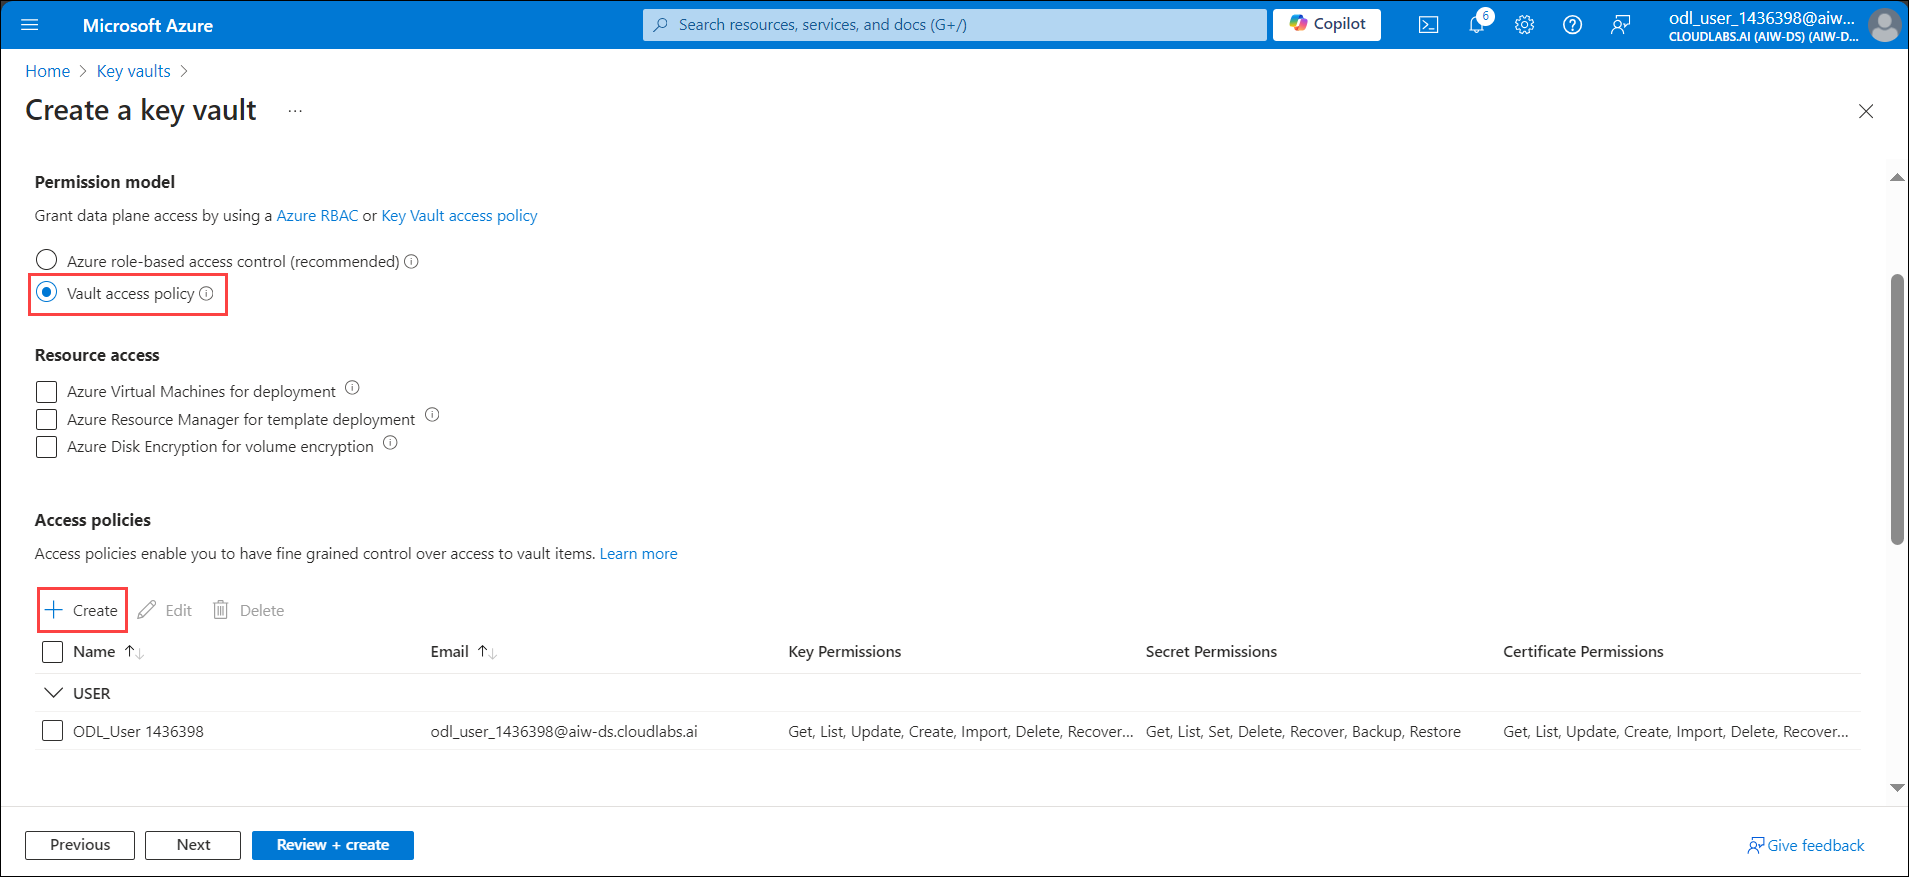 Microsoft Azure
Search resources, services, and docs (G+/)
Copilot
6
odl_user_1436398@aiw...
CLOUDLABS.AI (AIW-DS) (AIW-D...
Home > Key vaults >
Create a key vault ...
Permission model
Grant data plane access by using a Azure RBAC or Key Vault access policy
Azure role-based access control (recommended)
Vault access policy
Resource access
Azure Virtual Machines for deployment
Azure Resource Manager for template deployment
Azure Disk Encryption for volume encryption
Access policies
Access policies enable you to have fine grained control over access to vault items. Learn more
+ Create Edit Delete
Name ↑↓ Email ↑↓ Key Permissions Secret Permissions Certificate Permissions
USER
ODL_User 1436398 odl_user_1436398@aiw-ds.cloudlabs.ai Get, List, Update, Create, Import, Delete, Recover... Get, List, Set, Delete, Recover, Backup, Restore Get, List, Update, Create, Import, Delete, Recover...
Previous Next Review + create Give feedback